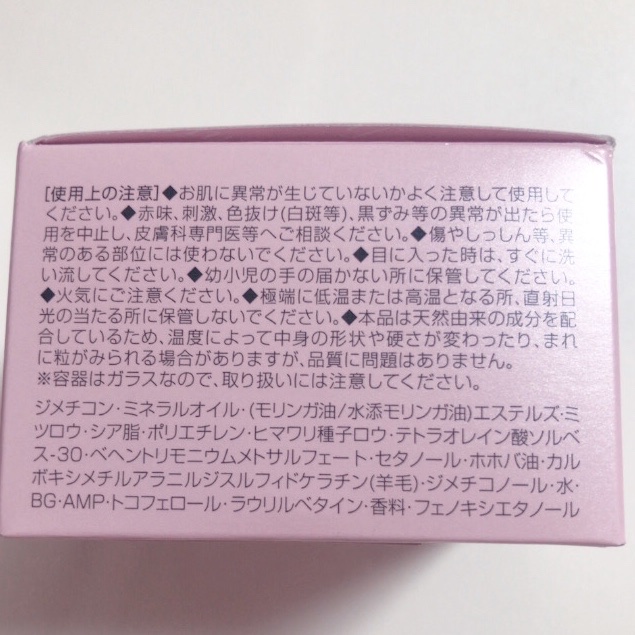 [使用上の注意]◆お肌に異常が生じていないかよく注意して使用して
ください。◆赤味、刺激、色抜け(白斑等)、黒ずみ等の異常が出たら使
用を中止し、皮膚科専門医等へご相談ください。◆傷やしっしん等、異
常のある部位には使わないでください。◆目に入った時は、すぐに洗
い流してください。◆幼小児の手の届かない所に保管してください。
◆火気にご注意ください。◆極端に低温または高温となる所、直射日
光の当たる所に保管しないでください。◆本品は天然由来の成分を配
合しているため、温度によって中身の形状や硬さが変わったり、まれ
に粒がみられる場合がありますが、品質に問題はありません。
※容器はガラスなので、取り扱いには注意してください。
ジメチコン・ミネラルオイル・(モリンガ油/水添モリンガ油)エステルズ・ミ
ツロウ・シア脂・ポリエチレン・ヒマワリ種子ロウ・テトラオレイン酸ソルベ
ス-30・ベヘントリモニウムメトサルフェート・セタノール・ホホバ油・カル
ボキシメチルアラニルジスルフィドケラチン(羊毛)・ジメチコノール・水・
BG・AMP・トコフェロール・ラウリルベタイン・香料・フェノキシエタノール